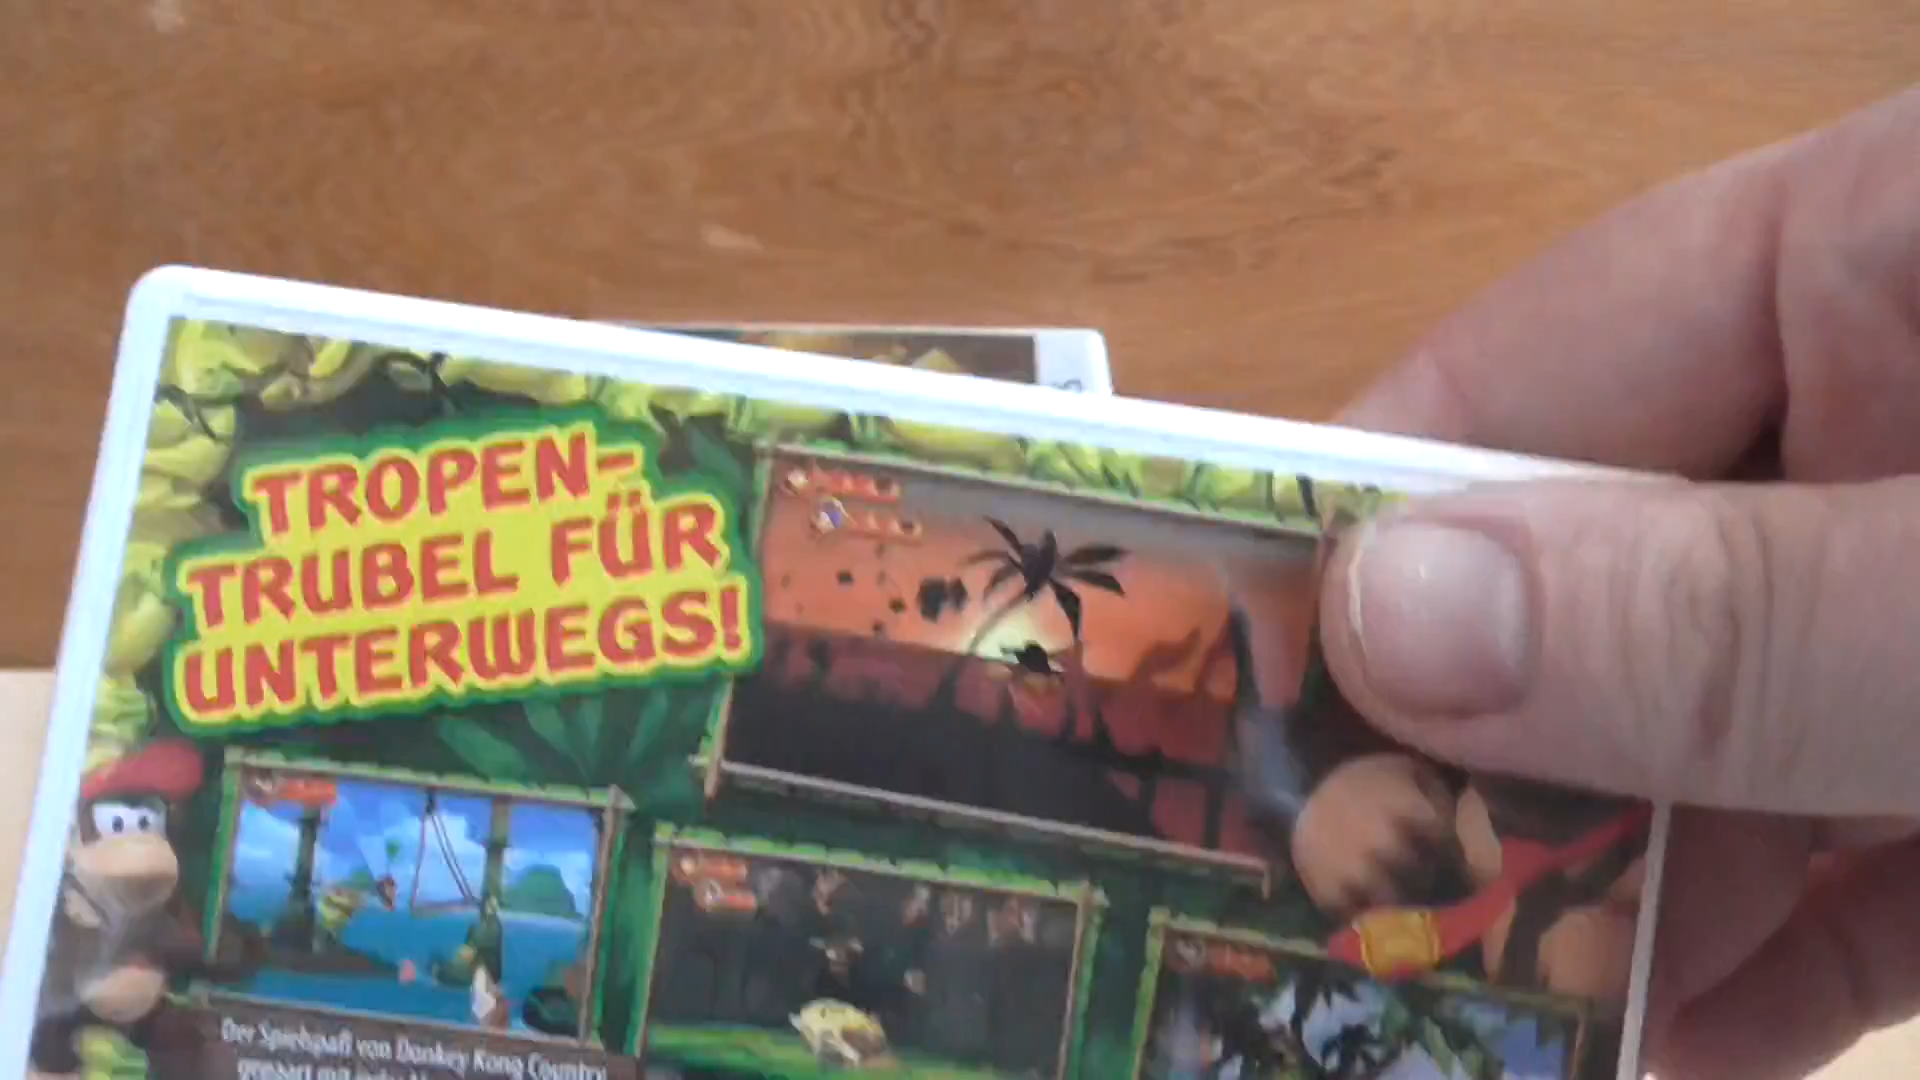 TROPEN-
TRUBEL FÜR
UNTERWEGS!
Der Spielspaß von Donkey Kong Country